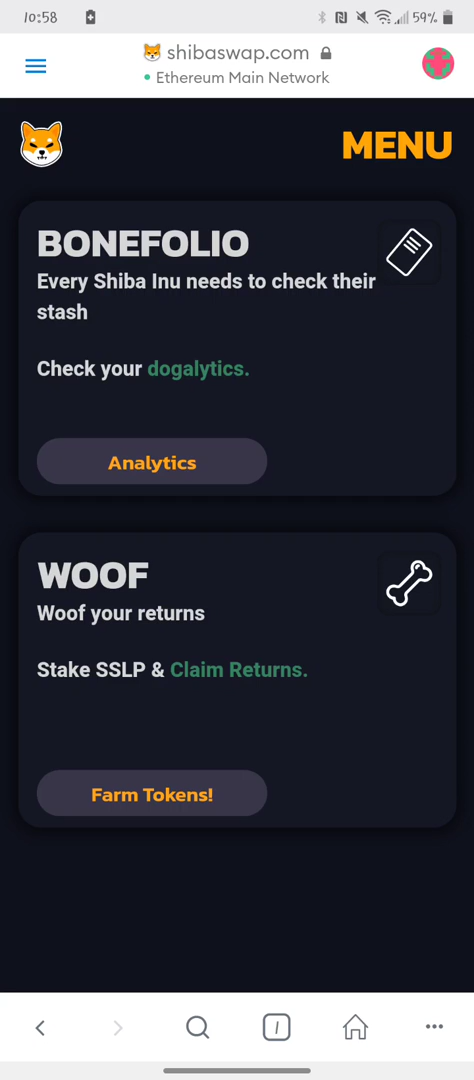 10:58
59%
shibaswap.com
Ethereum Main Network
MENU
BONEFOLIO
Every Shiba Inu needs to check their
stash
Check your dogalytics.
Analytics
WOOF
Woof your returns
Stake SSLP & Claim Returns.
Farm Tokens!
1